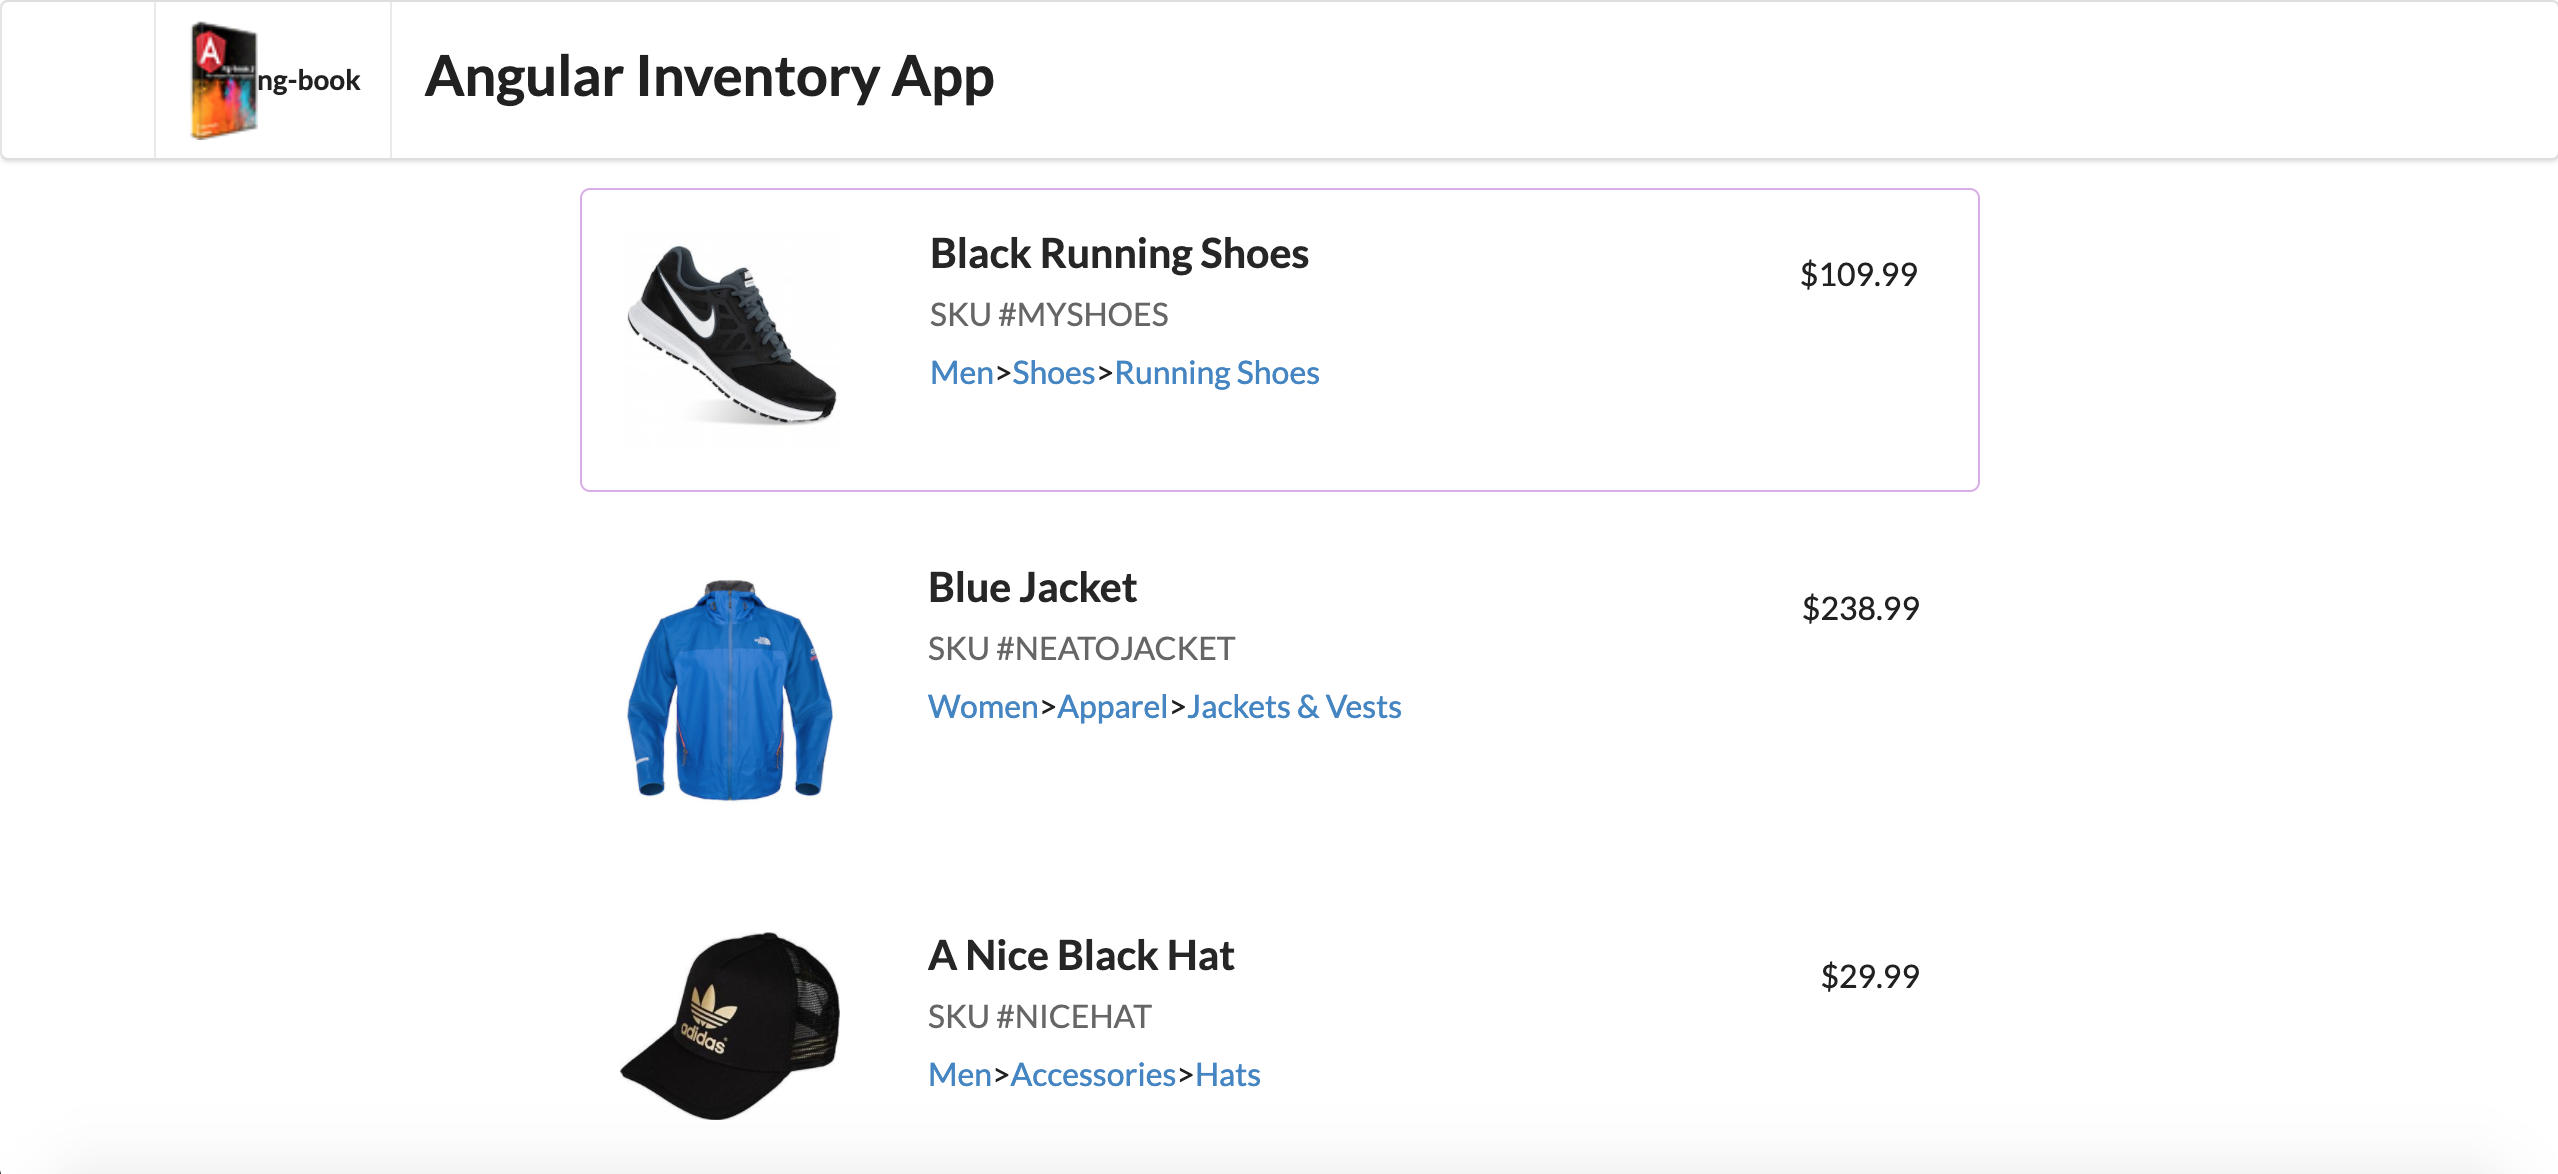 ng-book
Angular Inventory App
Black Running Shoes
$109.99
SKU #MYSHOES
Men>Shoes>Running Shoes
Blue Jacket
$238.99
SKU #NEATOJACKET
Women>Apparel>Jackets & Vests
A Nice Black Hat
$29.99
adidas
SKU #NICEHAT
Men>Accessories>Hats